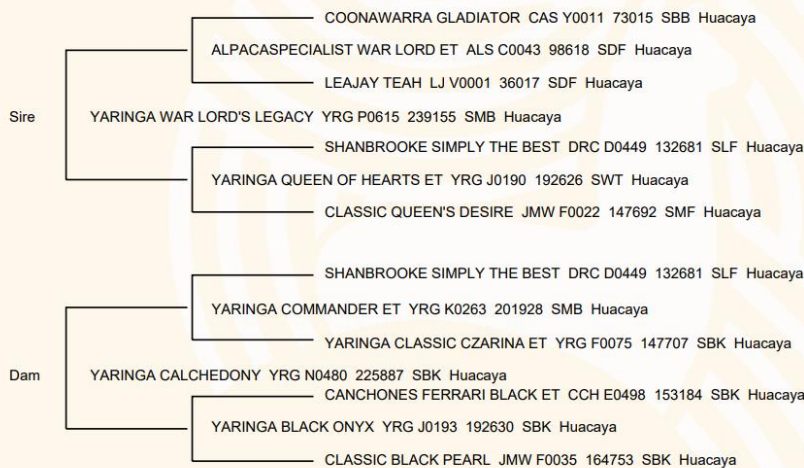 COONAWARRA GLADIATOR CAS Y0011 73015 SBB Huacaya
ALPACASPECIALIST WAR LORD ET ALS C0043 98618 SDF Huacaya
LEAJAY TEAH LJ V0001 36017 SDF Huacaya
Sire YARINGA WAR LORD'S LEGACY YRG P0615 239155 SMB Huacaya
SHANBROOKE SIMPLY THE BEST DRC D0449 132681 SLF Huacaya
YARINGA QUEEN OF HEARTS ET YRG J0190 192626 SWT Huacaya
CLASSIC QUEEN'S DESIRE JMW F0022 147692 SMF Huacaya
SHANBROOKE SIMPLY THE BEST DRC D0449 132681 SLF Huacaya
YARINGA COMMANDER ET YRG K0263 201928 SMB Huacaya
YARINGA CLASSIC CZARINA ET YRG F0075 147707 SBK Huacaya
Dam YARINGA CALCHEDONY YRG N0480 225887 SBK Huacaya
CANCHONES FERRARI BLACK ET CCH E0498 153184 SBK Huacaya
YARINGA BLACK ONYX YRG J0193 192630 SBK Huacaya
CLASSIC BLACK PEARL JMW F0035 164753 SBK Huacaya